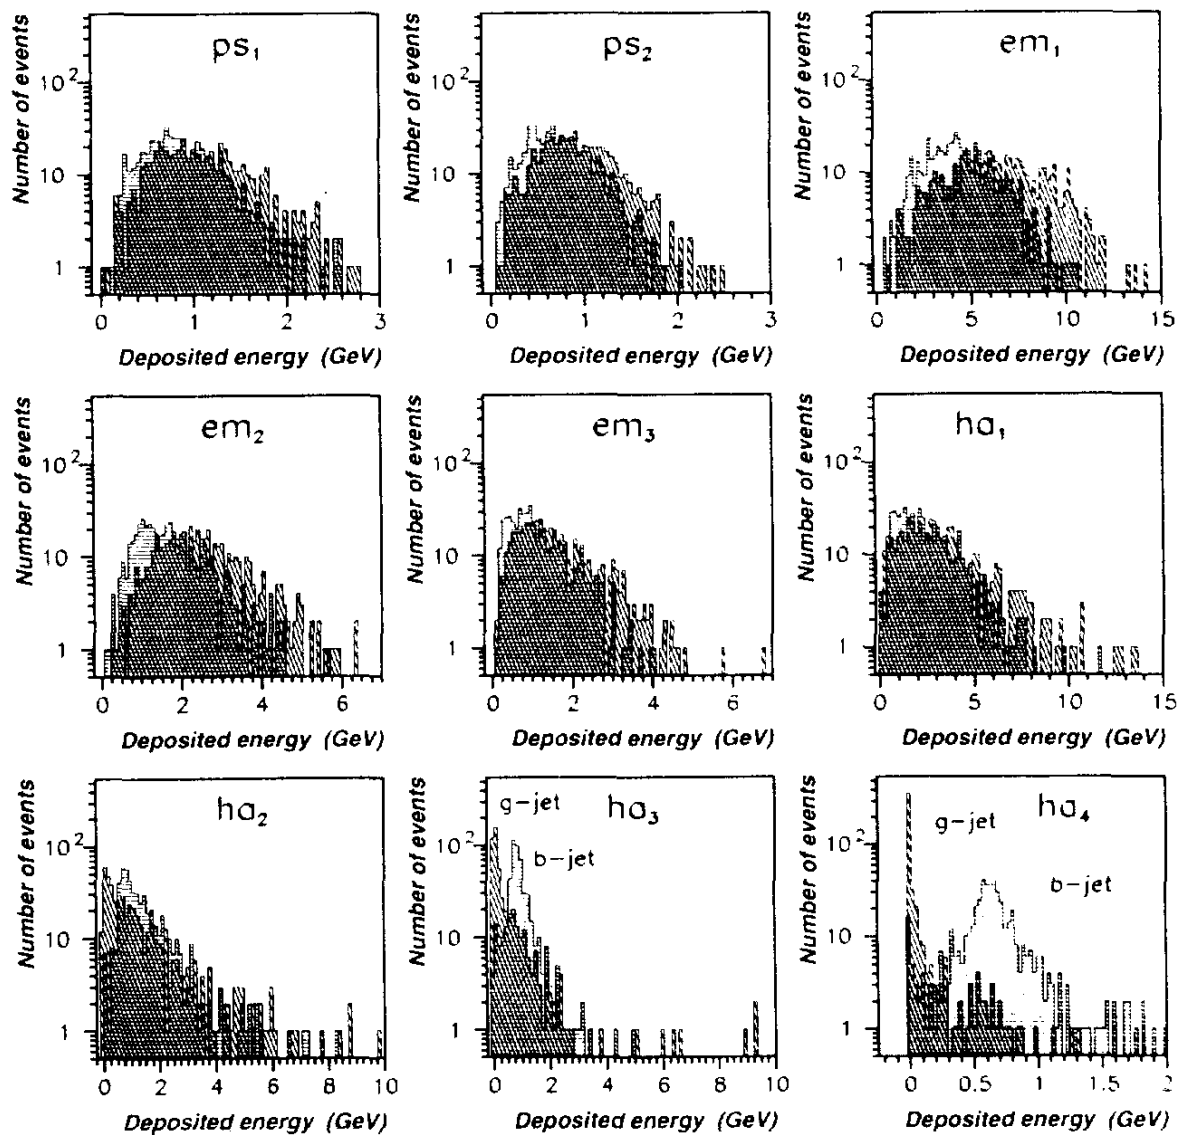 Number of events
10²
10
1
ps₁
0 1 2 3
Deposited energy (GeV)
Number of events
10²
10
1
ps₂
0 1 2 3
Deposited energy (GeV)
Number of events
10²
10
1
em₁
0 5 10 15
Deposited energy (GeV)
Number of events
10²
10
1
em₂
0 2 4 6
Deposited energy (GeV)
Number of events
10²
10
1
em₃
0 2 4 6
Deposited energy (GeV)
Number of events
10²
10
1
ha₁
0 5 10 15
Deposited energy (GeV)
Number of events
10²
10
1
ha₂
0 2 4 6 8 10
Deposited energy (GeV)
Number of events
10²
10
1
g-jet ha₃
b-jet
0 2 4 6 8 10
Deposited energy (GeV)
Number of events
10²
10
1
g-jet ha₄
b-jet
0 0.5 1 1.5 2
Deposited energy (GeV)